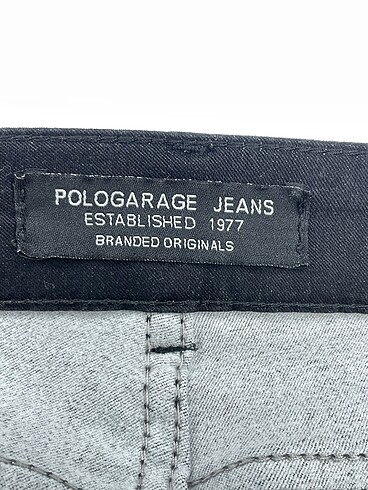 POLOGARAGE JEANS
ESTABLISHED 1977
BRANDED ORIGINALS